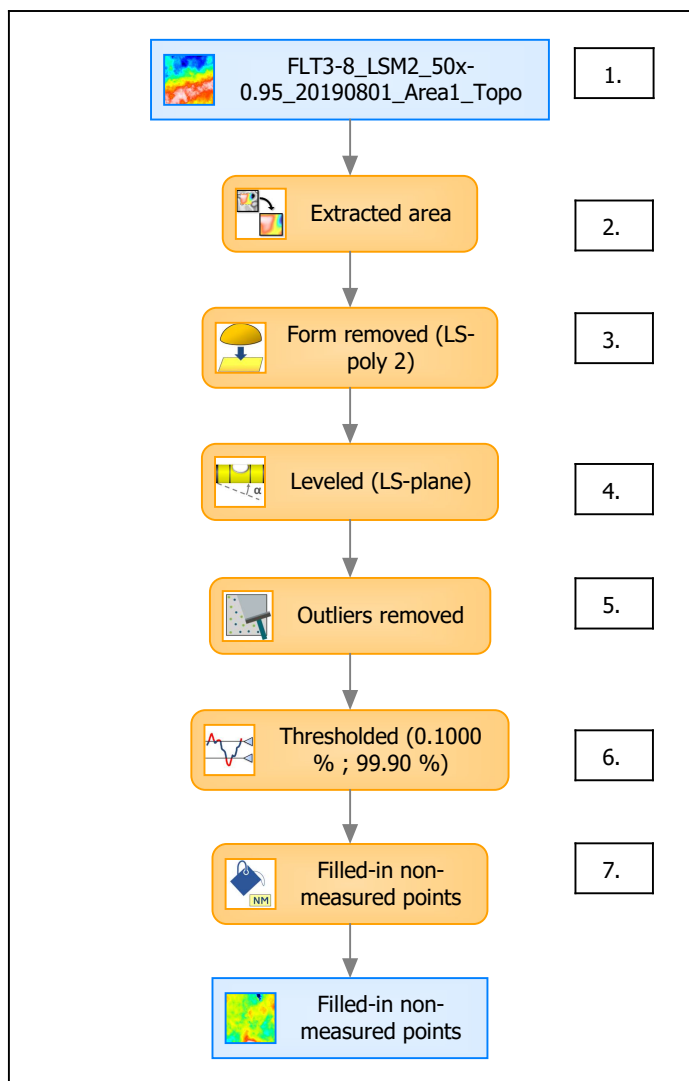 FLT3-8_LSM2_50x-
0.95_20190801_Area1_Topo
1.
Extracted area
2.
Form removed (LS-
poly 2)
3.
α
Leveled (LS-plane)
4.
Outliers removed
5.
Thresholded (0.1000
% ; 99.90 %)
6.
NM
Filled-in non-
measured points
7.
Filled-in non-
measured points